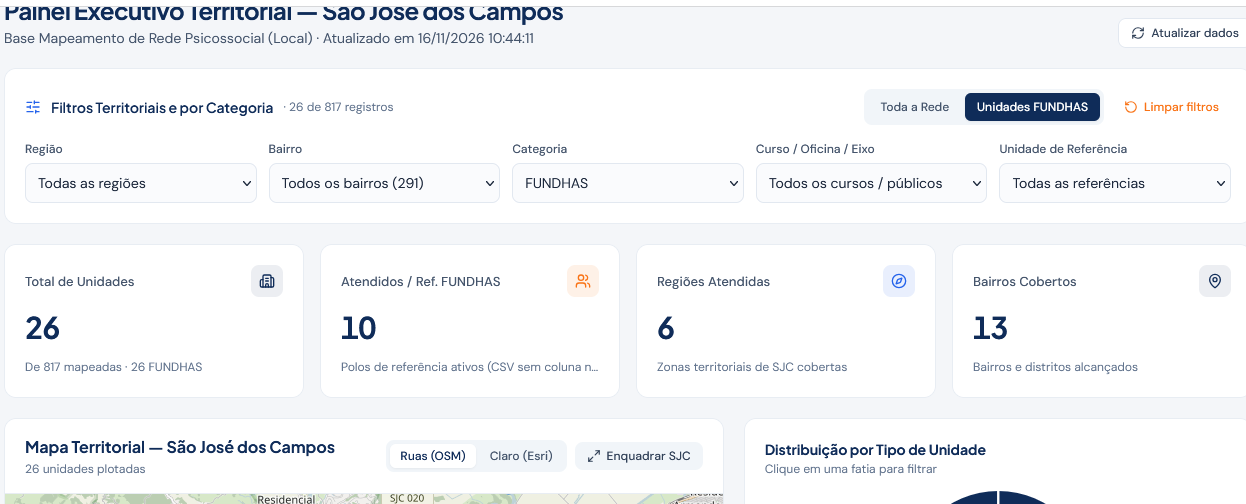 Painel Executivo Territorial — São José dos Campos
Base Mapeamento de Rede Psicossocial (Local) · Atualizado em 16/11/2026 10:44:11
Atualizar dados
Filtros Territoriais e por Categoria · 26 de 817 registros
Toda a Rede Unidades FUNDHAS Limpar filtros
Região Bairro Categoria Curso / Oficina / Eixo Unidade de Referência
Todas as regiões Todos os bairros (291) FUNDHAS Todos os cursos / públicos Todas as referências
Total de Unidades
26
De 817 mapeadas · 26 FUNDHAS
Atendidos / Ref. FUNDHAS
10
Polos de referência ativos (CSV sem coluna n...
Regiões Atendidas
6
Zonas territoriais de SJC cobertas
Bairros Cobertos
13
Bairros e distritos alcançados
Mapa Territorial — São José dos Campos
26 unidades plotadas
Ruas (OSM) Claro (Esri) Enquadrar SJC
Residencial
SJC 020
Distribuição por Tipo de Unidade
Clique em uma fatia para filtrar